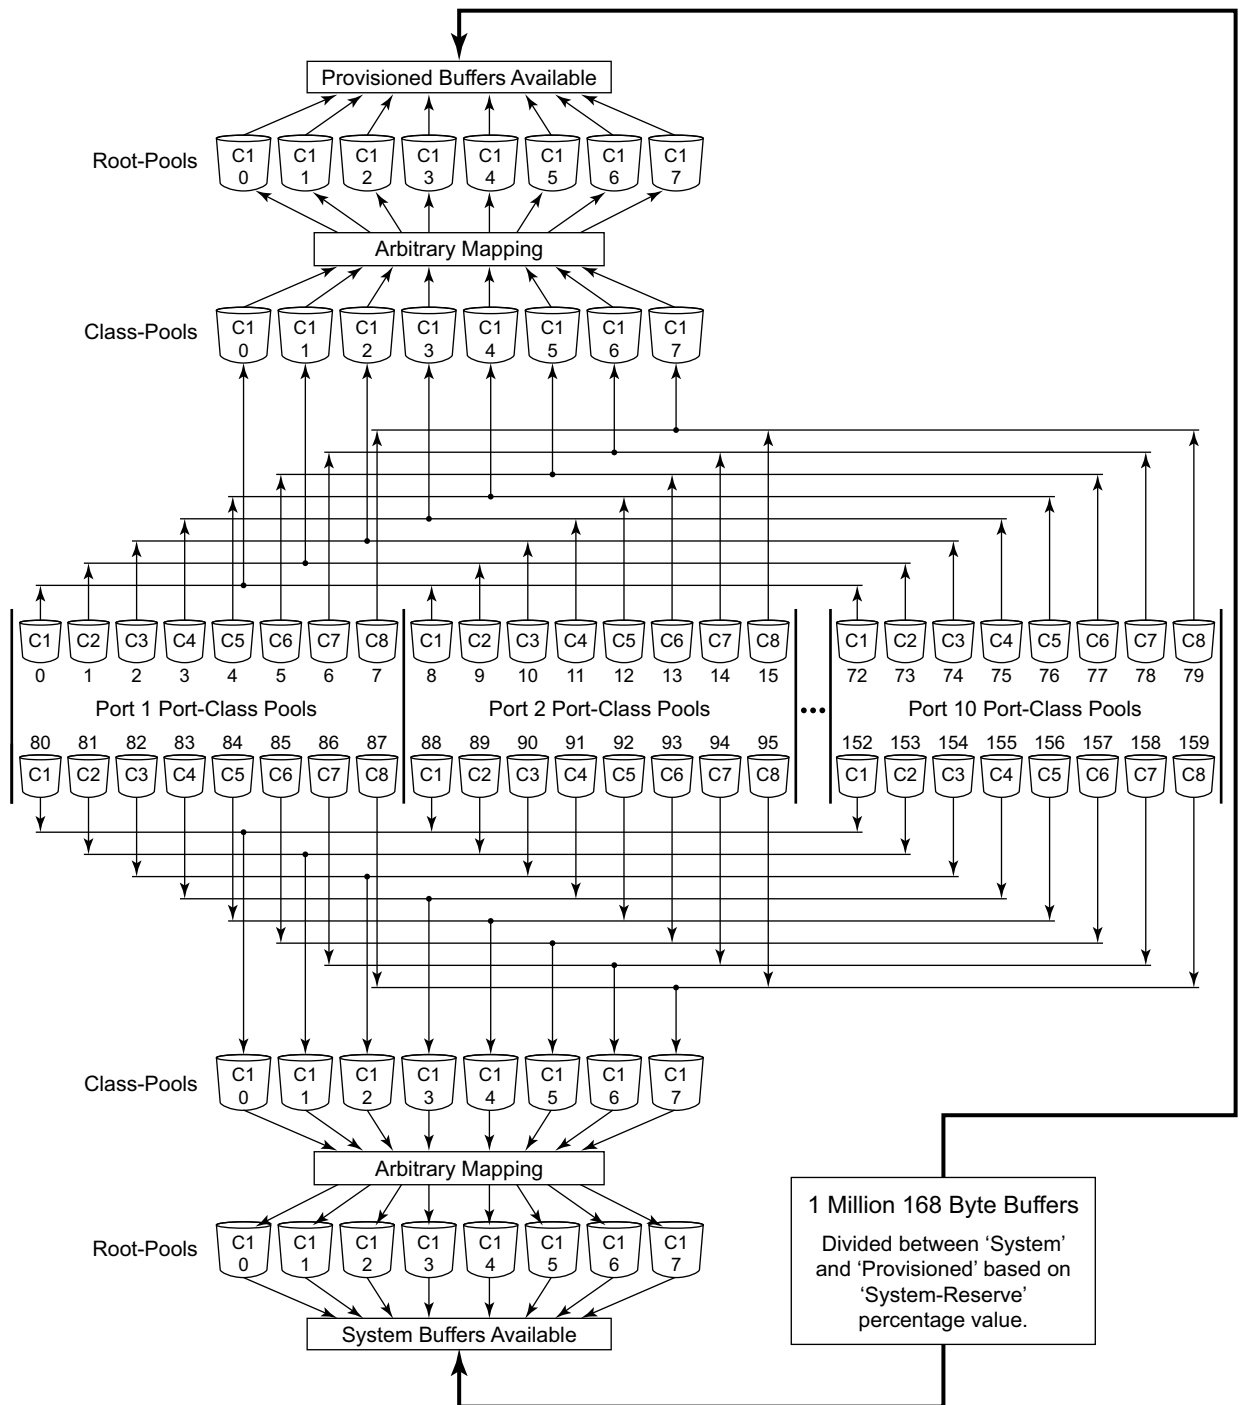 Provisioned Buffers Available
Root-Pools
C1 C1 C1 C1 C1 C1 C1 C1
0 1 2 3 4 5 6 7
Arbitrary Mapping
Class-Pools
C1 C1 C1 C1 C1 C1 C1 C1
0 1 2 3 4 5 6 7
C1 C2 C3 C4 C5 C6 C7 C8 C1 C2 C3 C4 C5 C6 C7 C8 C1 C2 C3 C4 C5 C6 C7 C8
0 1 2 3 4 5 6 7 8 9 10 11 12 13 14 15 72 73 74 75 76 77 78 79
Port 1 Port-Class Pools Port 2 Port-Class Pools ... Port 10 Port-Class Pools
80 81 82 83 84 85 86 87 88 89 90 91 92 93 94 95 152 153 154 155 156 157 158 159
C1 C2 C3 C4 C5 C6 C7 C8 C1 C2 C3 C4 C5 C6 C7 C8 C1 C2 C3 C4 C5 C6 C7 C8
Class-Pools
C1 C1 C1 C1 C1 C1 C1 C1
0 1 2 3 4 5 6 7
Arbitrary Mapping
Root-Pools
C1 C1 C1 C1 C1 C1 C1 C1
0 1 2 3 4 5 6 7
System Buffers Available
1 Million 168 Byte Buffers
Divided between ‘System’
and ‘Provisioned’ based on
‘System-Reserve’
percentage value.